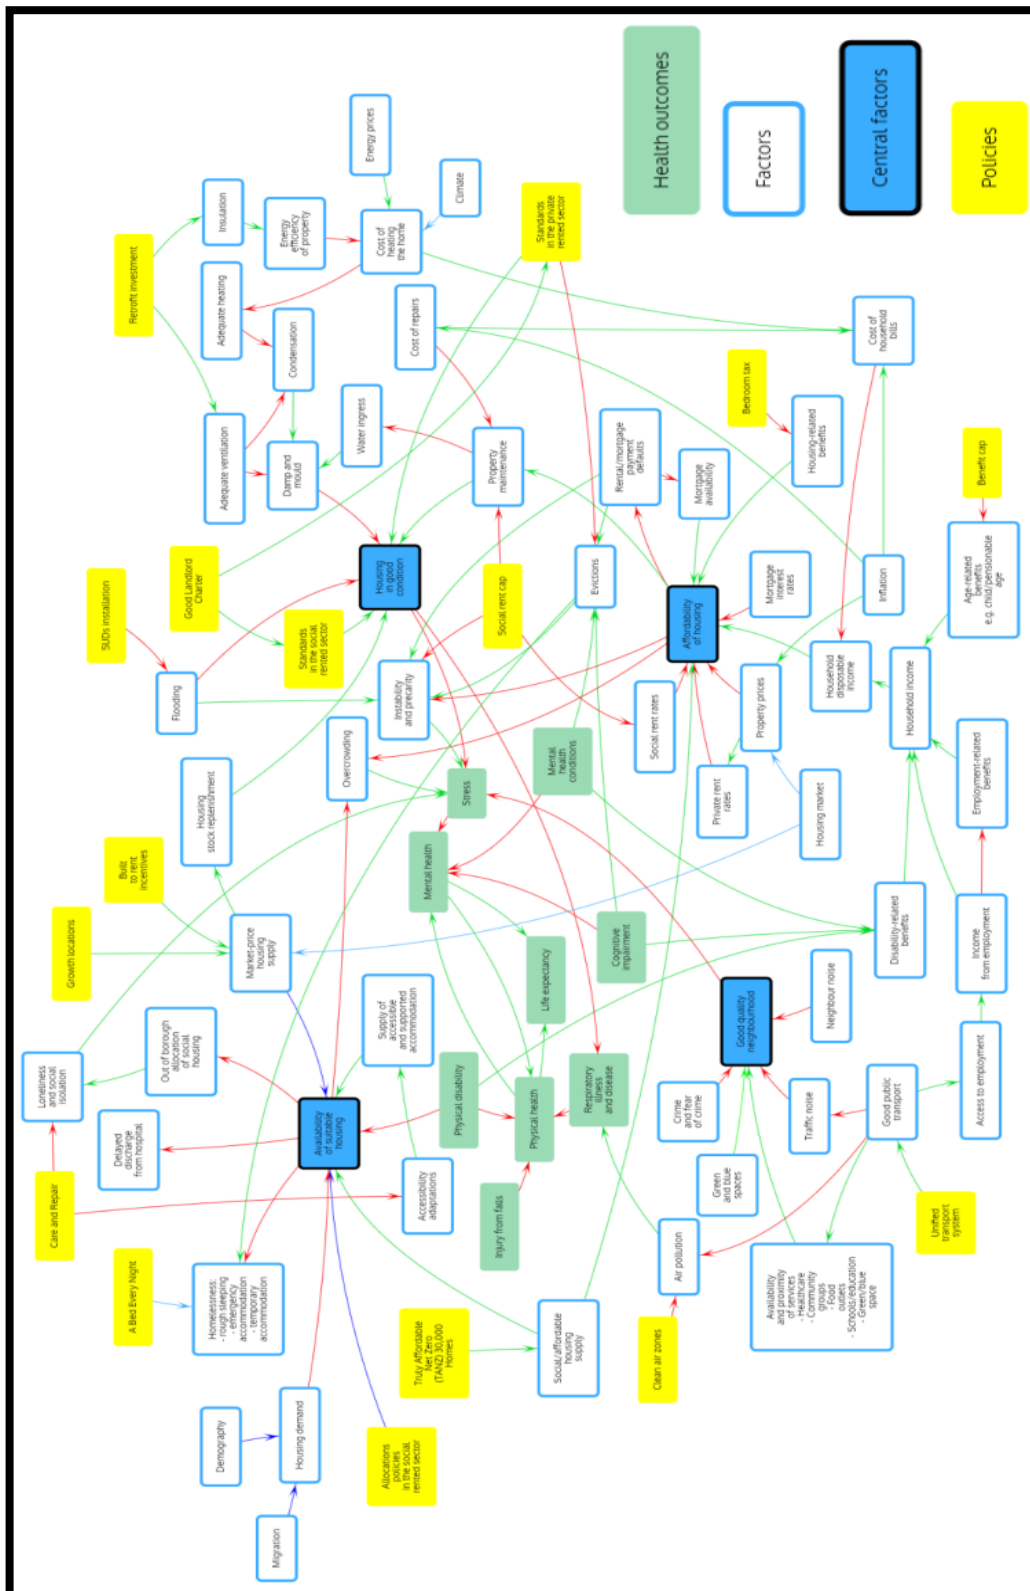 Migration
Demography
Housing demand
Allocations
policies
in the social
rented sector
A Bed Every Night
Homelessness:
- rough sleeping
- emergency
accommodation
- temporary
accommodation
Truly Affordable
Net Zero
(TANZ) 30,000
Homes
Social/affordable
housing
supply
Clean air zones
Care and Repair
Delayed
discharge
from hospital
Loneliness
and social
isolation
Out of borough
allocation
of social
housing
Availability
of suitable
housing
Accessibility
adaptations
Supply of
accessible
and supported
accommodation
Injury from falls
Physical disability
Physical health
Respiratory
illness
and disease
Life expectancy
Air pollution
Availability
and proximity
of services
- Healthcare
- Community
groups
- Food
outlets
- Schools/education
- Green/blue
space
Green
and blue
spaces
Crime
and fear
of crime
Good quality
neighbourhood
Traffic noise
Neighbour noise
Unified
transport
system
Good public
transport
Access to employment
Growth locations
Built
to rent
incentives
Market-price
housing
supply
Housing
stock replenishment
Overcrowding
Mental health
Stress
Mental
health
conditions
Cognitive
impairment
Disability-related
benefits
Income
from employment
Employment-related
benefits
Household income
Housing market
Private rent
rates
Property prices
Social rent rates
Mortgage
interest
rates
Household
disposable
income
Inflation
Age-related
benefits
e.g. child/pensionable
age
Benefit cap
SUDs installation
Flooding
Good Landlord
Charter
Standards
in the social
rented sector
Instability
and precarity
Housing
in good
condition
Social rent cap
Evictions
Affordability
of housing
Mortgage
availability
Rental/mortgage
payment
defaults
Housing-related
benefits
Bedroom tax
Cost of
household
bills
Retrofit investment
Adequate ventilation
Damp and
mould
Condensation
Adequate heating
Insulation
Energy
efficiency
of property
Water ingress
Property
maintenance
Cost of repairs
Cost of
heating
the home
Energy prices
Climate
Standards
in the private
rented sector
Health outcomes
Factors
Central factors
Policies